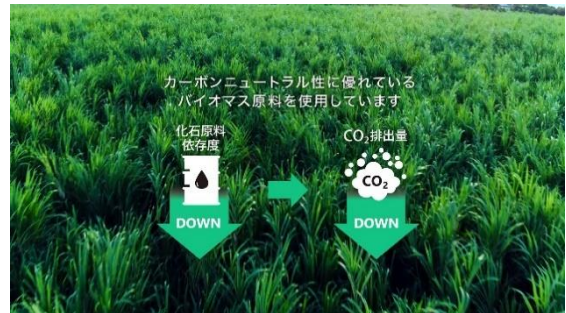 カーボンニュートラル性に優れている
バイオマス原料を使用しています
化石原料
依存度
CO₂排出量
CO₂
DOWN
DOWN